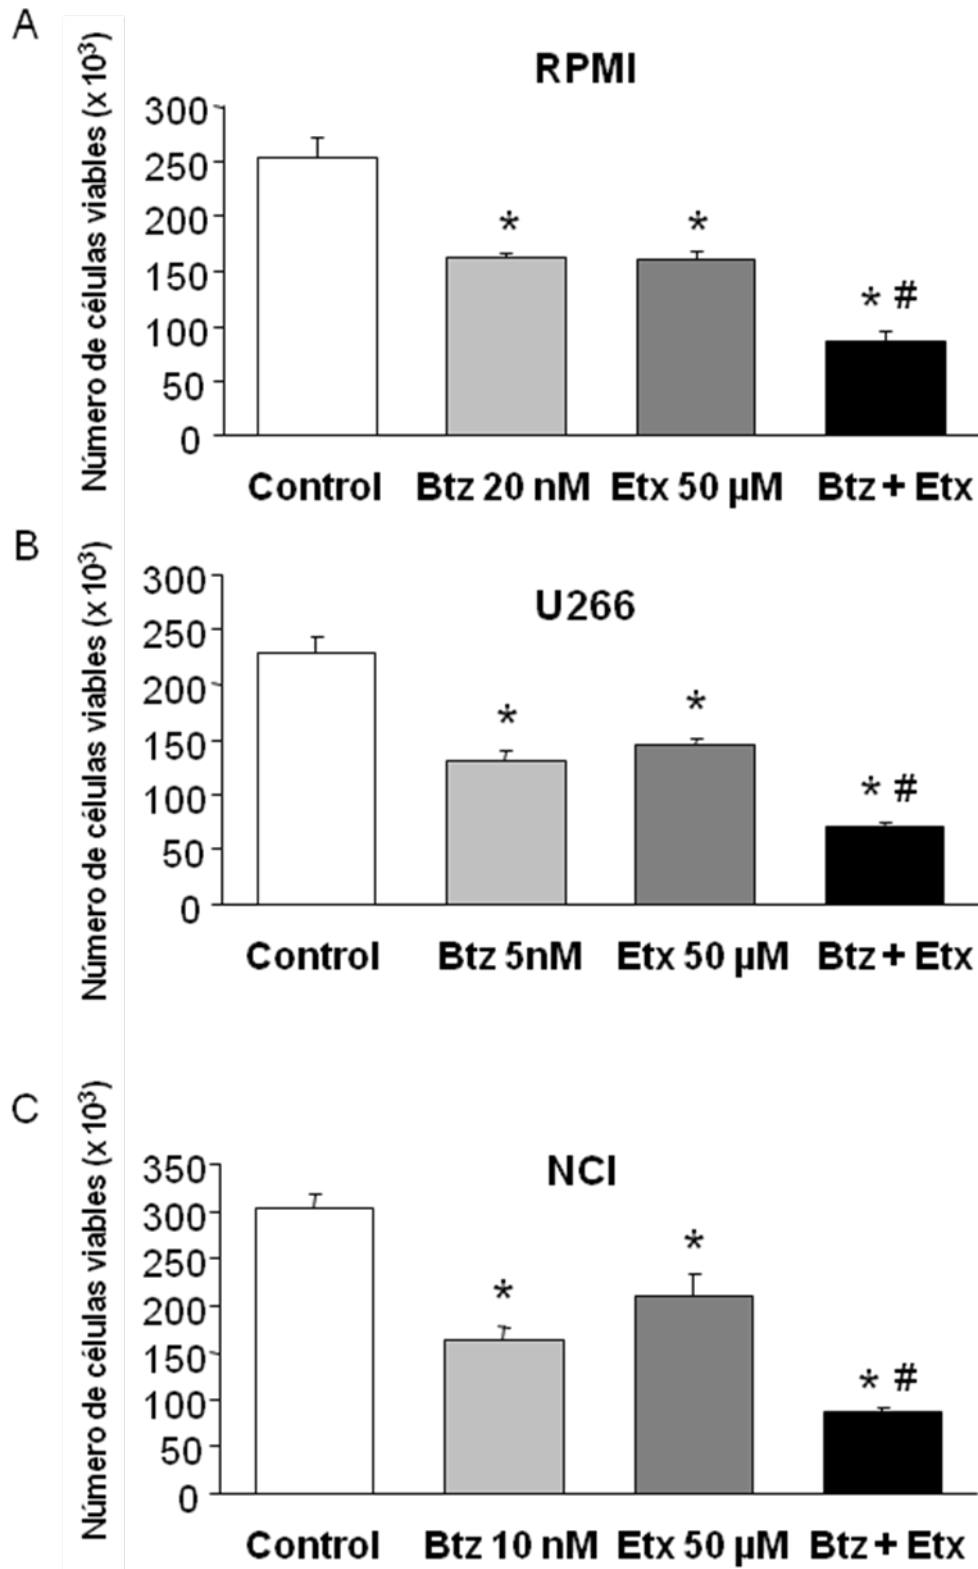 A
Número de células viables (x 10³)
RPMI
300
250
200
150
100
50
0
* * * #
Control Btz 20 nM Etx 50 µM Btz + Etx
B
Número de células viables (x 10³)
U266
300
250
200
150
100
50
0
* * * #
Control Btz 5nM Etx 50 µM Btz + Etx
C
Número de células viables (x 10³)
NCI
350
300
250
200
150
100
50
0
* * * #
Control Btz 10 nM Etx 50 µM Btz + Etx